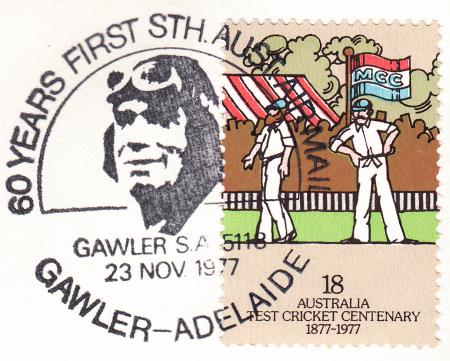 60 YEARS FIRST STH. AUST. AIRMAIL
GAWLER S.A. 5118
23 NOV 1977
GAWLER-ADELAIDE
MCC
18
AUSTRALIA
TEST CRICKET CENTENARY
1877-1977